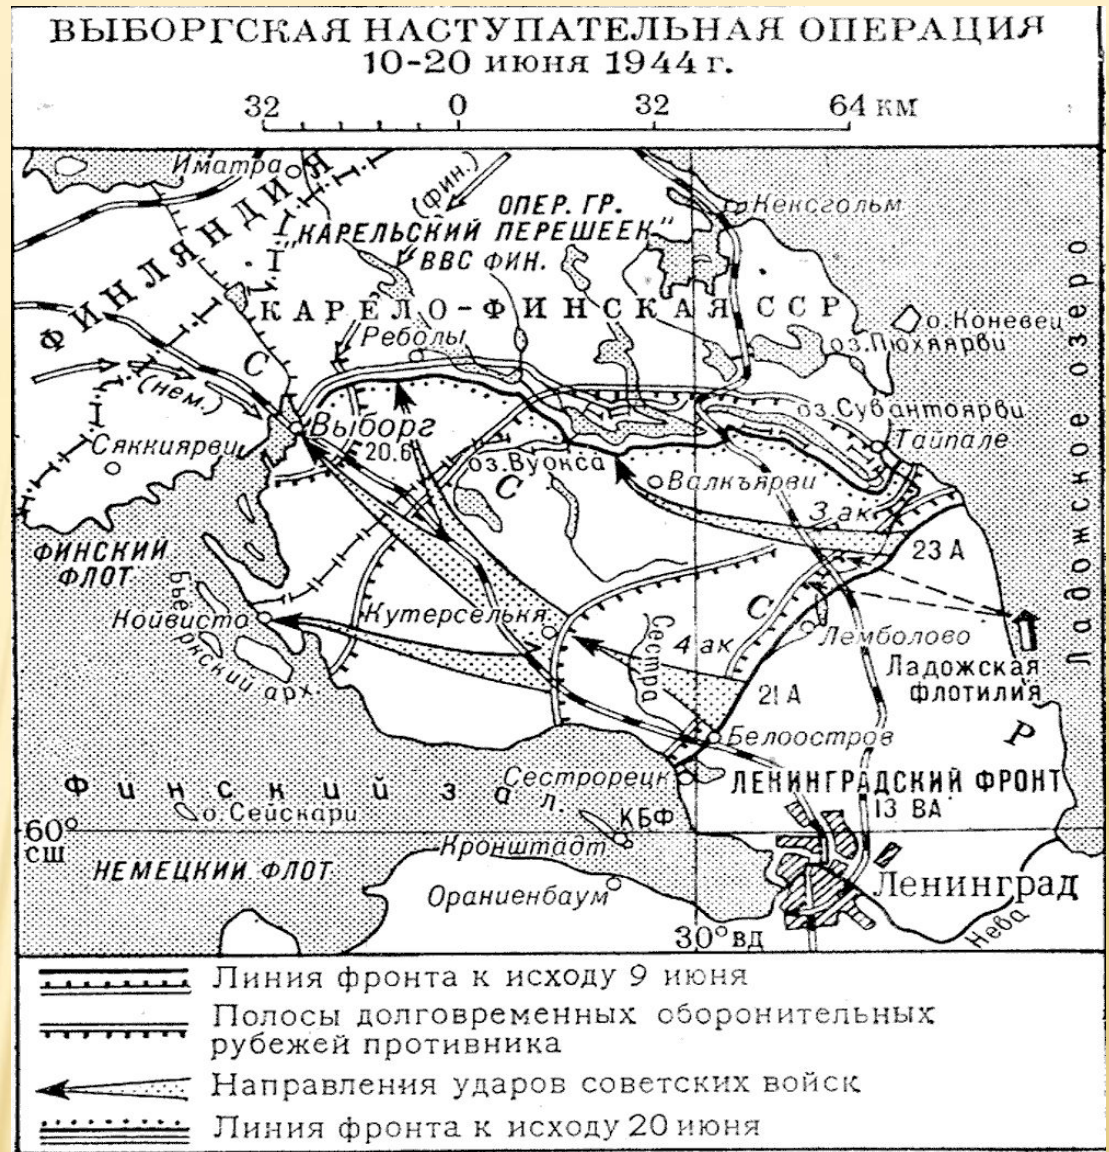 ВЫБОРГСКАЯ НАСТУПАТЕЛЬНАЯ ОПЕРАЦИЯ
10-20 июня 1944 г.
32 0 32 64 км
Иматра
ФИНЛЯНДИЯ
(фин.)
ОПЕР. ГР.
„КАРЕЛЬСКИЙ ПЕРЕШЕЕК"
ВВС ФИН.
Кексгольм
КАРЕЛО-ФИНСКАЯ ССР
о. Коневец
оз. Пюхяярви
Ладожское озеро
Реболы
(нем.)
С
Выборг
20.6
Сяккиярви
оз. Суванто­ярви
Тайпале
оз. Вуокса
С
Валкъярви
3 ак
23 А
ФИНСКИЙ
ФЛОТ
Бьёркский арх.
Койвисто
Кутерселькя
Сестра
4 ак
С
Лемболово
Ладожская
флотилия
21 А
Р
Белоостров
Сестрорецк
ЛЕНИНГРАДСКИЙ ФРОНТ
13 ВА
Финский зал.
о. Сейскари
КБФ
60°
сш
Кронштадт
НЕМЕЦКИЙ ФЛОТ
Ораниенбаум
Ленинград
30° вд
Нева
Линия фронта к исходу 9 июня
Полосы долговременных оборонительных
рубежей противника
Направления ударов советских войск
Линия фронта к исходу 20 июня